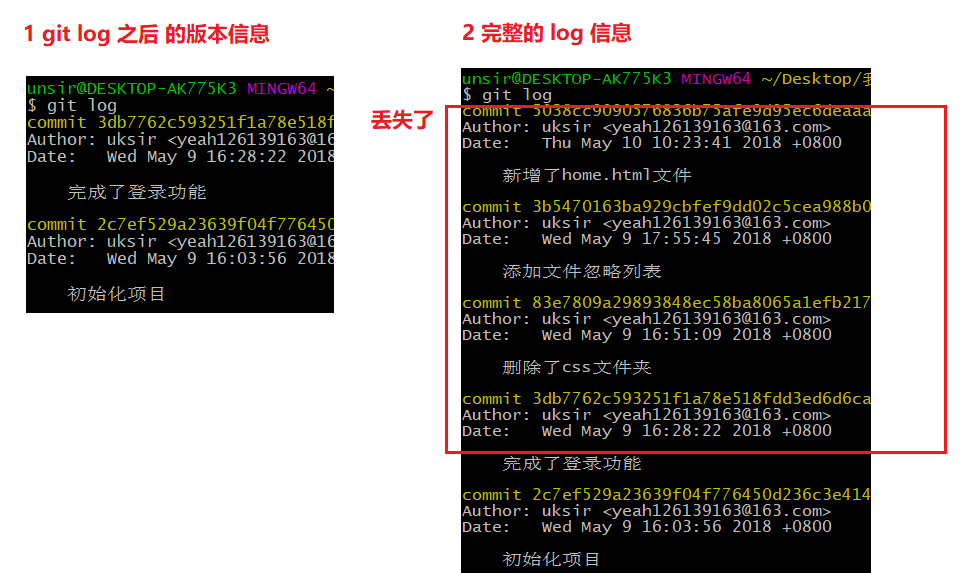 1 git log 之后 的版本信息
unsir@DESKTOP-AK775K3 MINGW64 ~
$ git log
commit 3db7762c593251f1a78e518f
Author: uksir <yeah126139163@16
Date: Wed May 9 16:28:22 2018
完成了登录功能
commit 2c7ef529a23639f04f776450
Author: uksir <yeah126139163@16
Date: Wed May 9 16:03:56 2018
初始化项目
2 完整的 log 信息
丢失了
unsir@DESKTOP-AK775K3 MINGW64 ~/Desktop/我
$ git log
commit 5038cc9090576836b75afe9d95ec6deaaa
Author: uksir <yeah126139163@163.com>
Date: Thu May 10 10:23:41 2018 +0800
新增了home.html文件
commit 3b5470163ba929cbfef9dd02c5cea988b0
Author: uksir <yeah126139163@163.com>
Date: Wed May 9 17:55:45 2018 +0800
添加文件忽略列表
commit 83e7809a29893848ec58ba8065a1efb217
Author: uksir <yeah126139163@163.com>
Date: Wed May 9 16:51:09 2018 +0800
删除了css文件夹
commit 3db7762c593251f1a78e518fdd3ed6d6ca
Author: uksir <yeah126139163@163.com>
Date: Wed May 9 16:28:22 2018 +0800
完成了登录功能
commit 2c7ef529a23639f04f776450d236c3e414
Author: uksir <yeah126139163@163.com>
Date: Wed May 9 16:03:56 2018 +0800
初始化项目